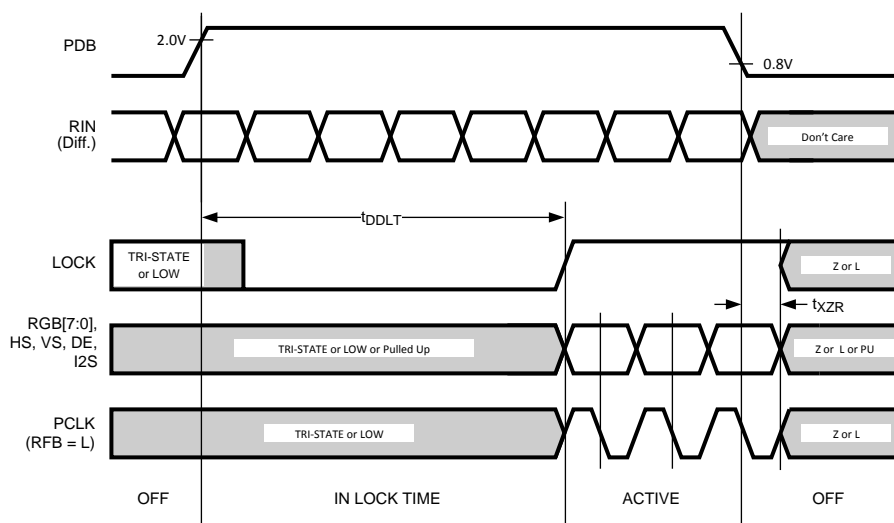 PDB
2.0V
0.8V
RIN
(Diff.)
Don't Care
tDDLT
LOCK
TRI-STATE
or LOW
Z or L
tXZR
RGB[7:0],
HS, VS, DE,
I2S
TRI-STATE or LOW or Pulled Up
Z or L or PU
PCLK
(RFB = L)
TRI-STATE or LOW
Z or L
OFF
IN LOCK TIME
ACTIVE
OFF